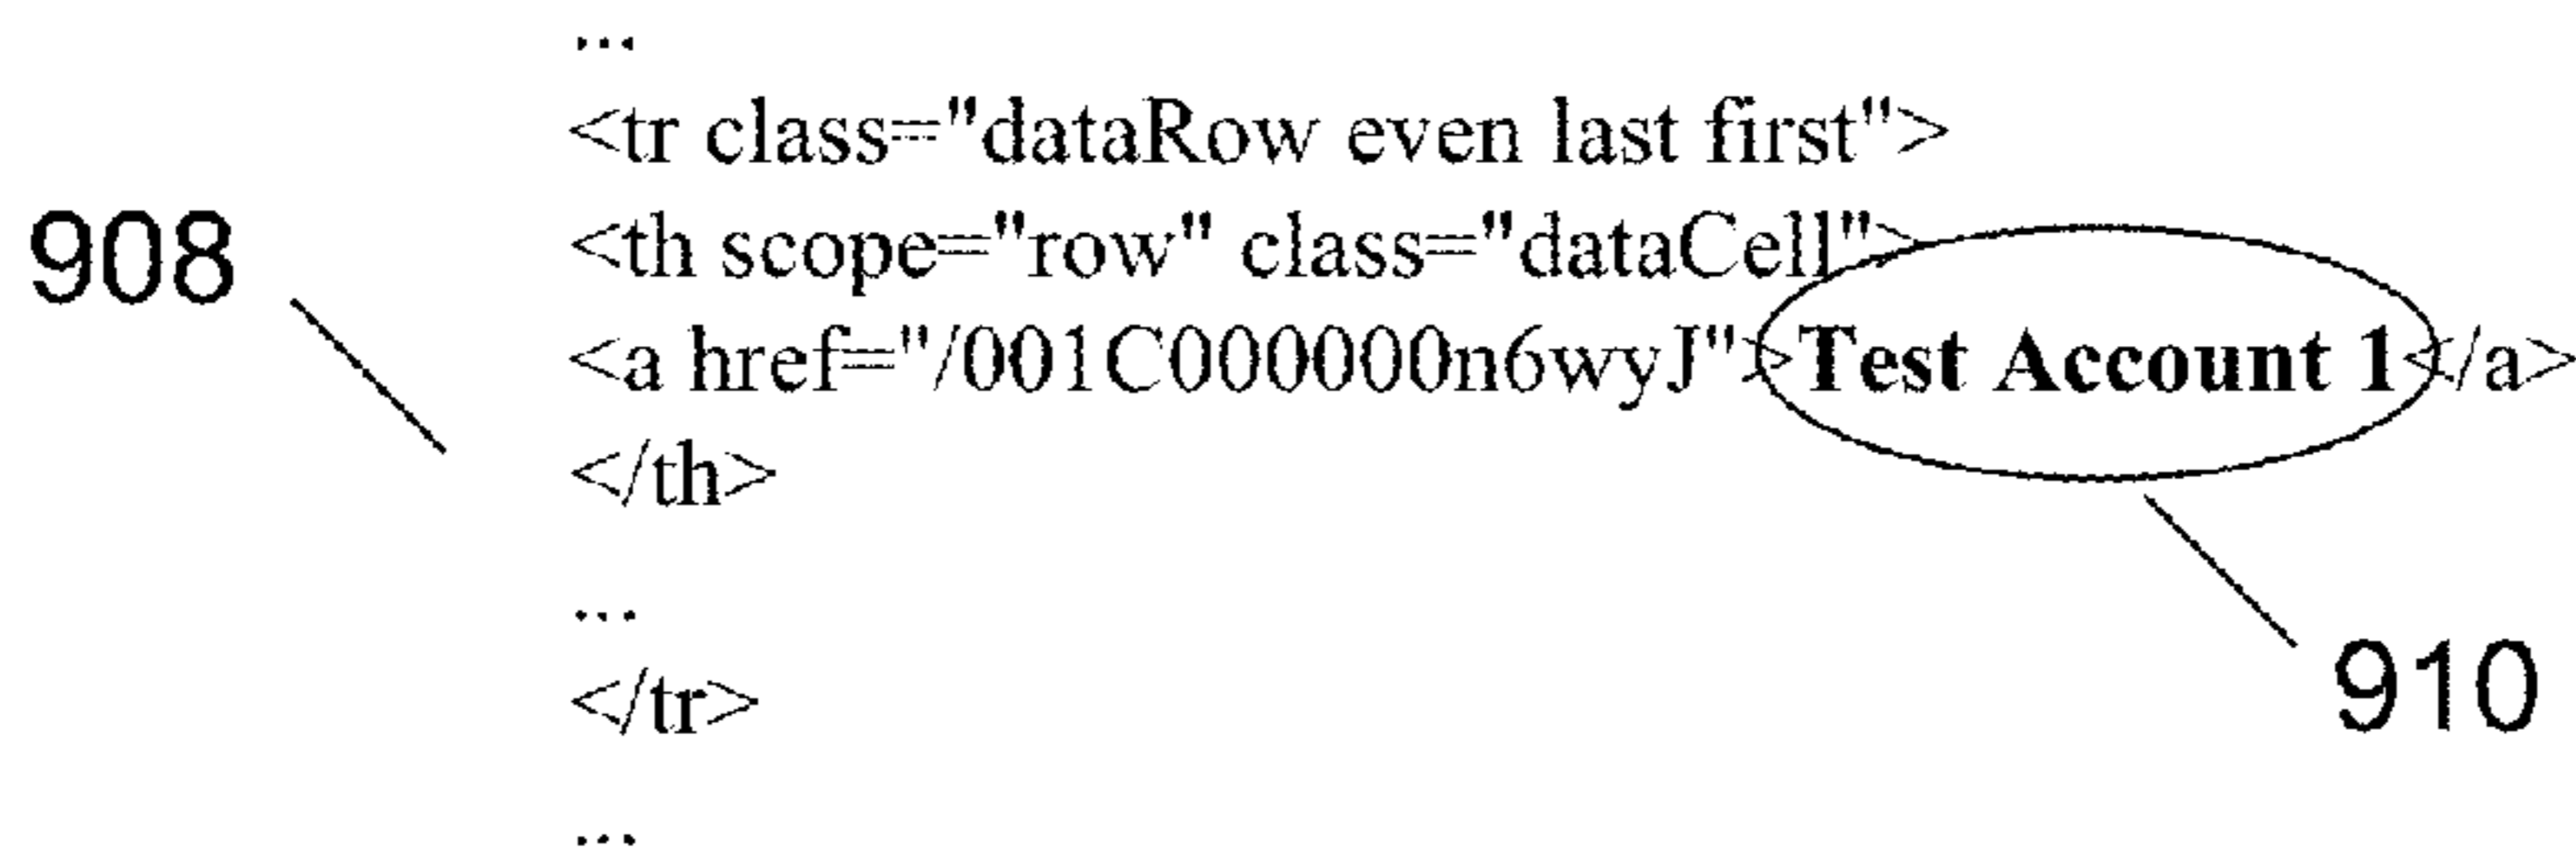 ...
<tr class="dataRow even last first">
908
<th scope="row" class="dataCell">
<a href="/001C000000n6wyJ">Test Account 1</a>
</th>
...
</tr>
910
...